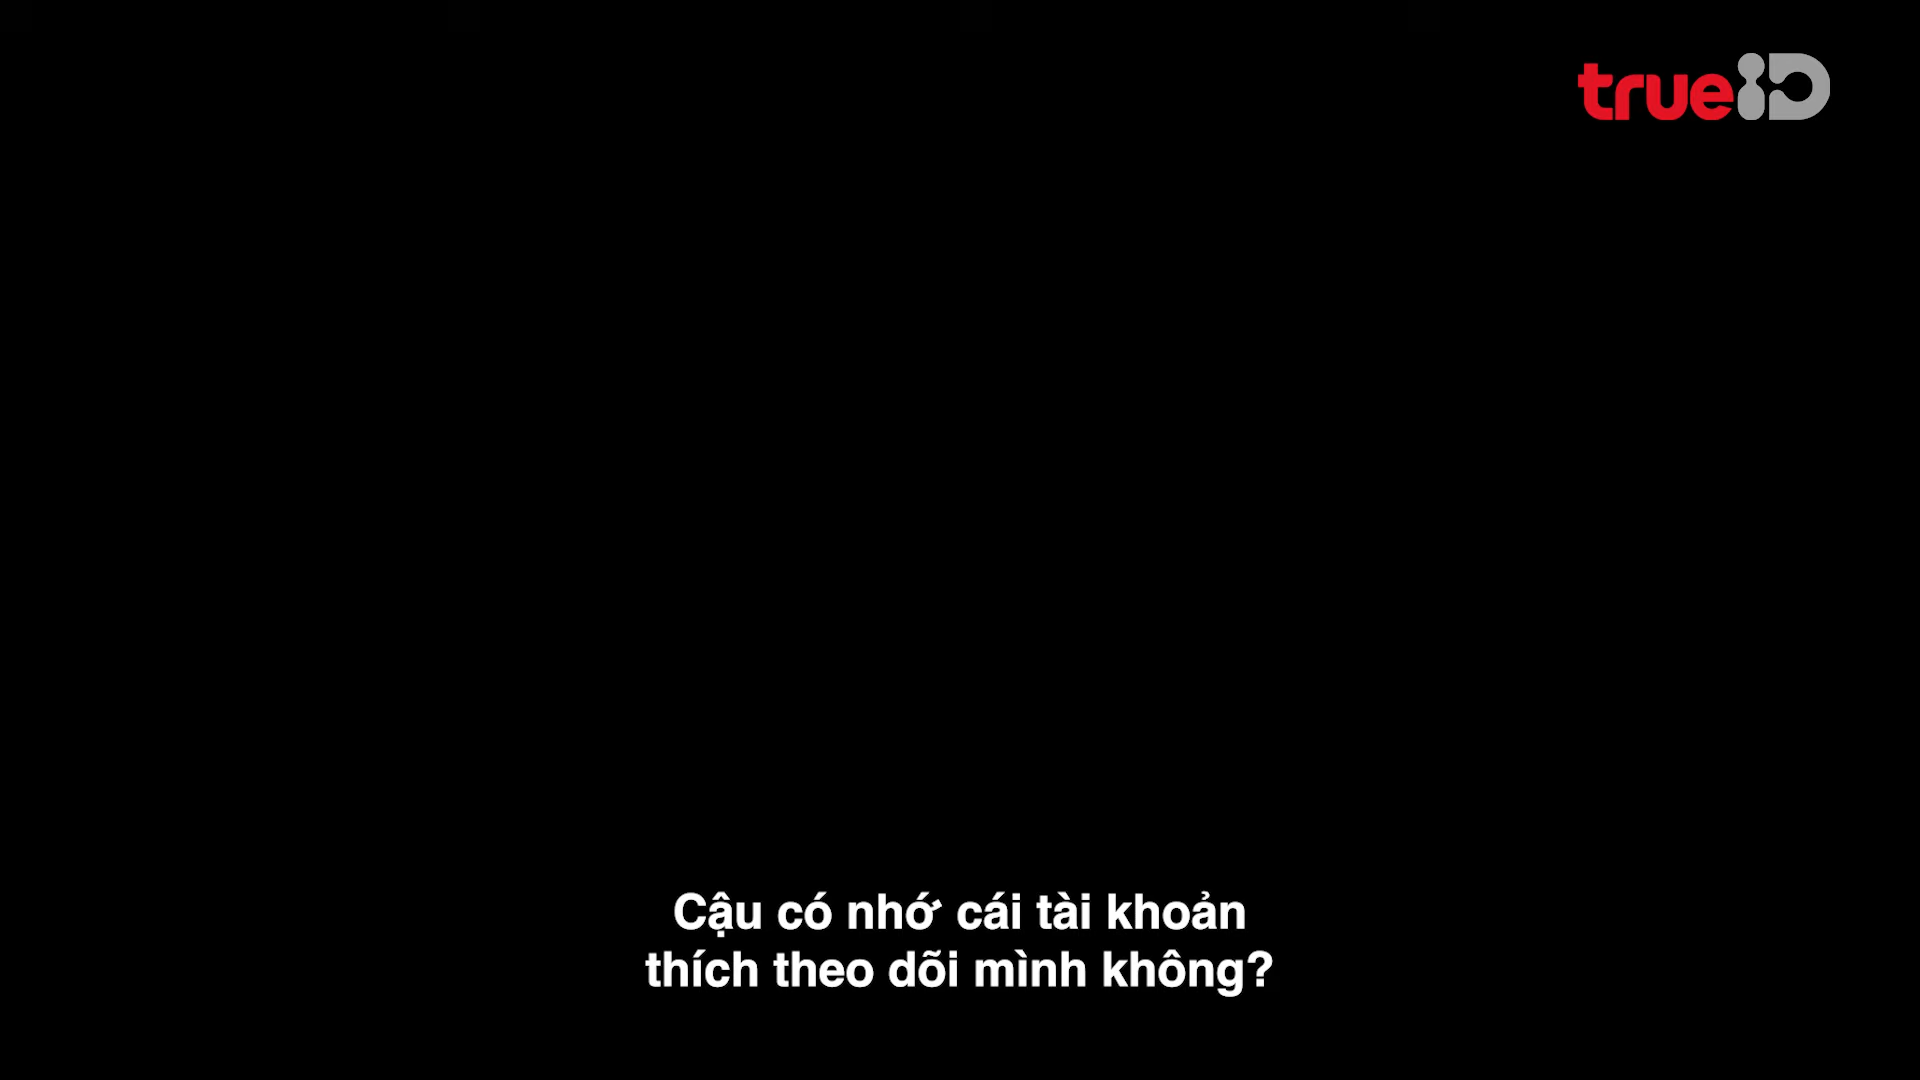 trueiD
Cậu có nhớ cái tài khoản
thích theo dõi mình không?